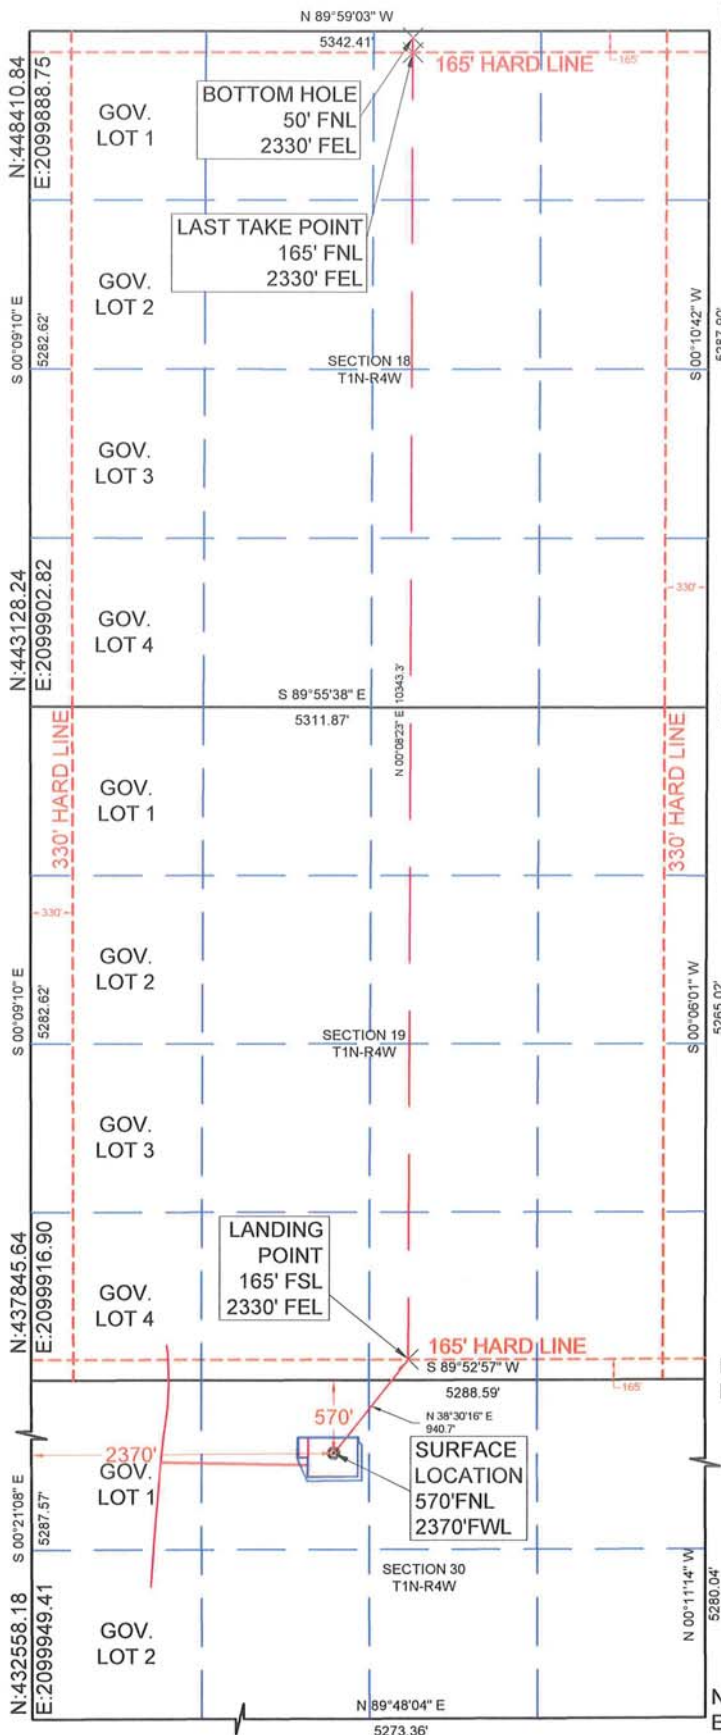 N 89°59'03" W
5342.41'
165' HARD LINE
165'
BOTTOM HOLE
50' FNL
2330' FEL
GOV.
LOT 1
N:448410.84
E:2099888.75
LAST TAKE POINT
165' FNL
2330' FEL
GOV.
LOT 2
S 00°09'10" E
5282.62'
S 00°10'42" W
SECTION 18
T1N-R4W
GOV.
LOT 3
N:443128.24
E:2099902.82
330'
GOV.
LOT 4
S 89°55'38" E
5311.87'
N 00°08'23" E 10343.3'
330' HARD LINE
330' HARD LINE
GOV.
LOT 1
330'
GOV.
LOT 2
S 00°09'10" E
5282.62'
S 00°06'01" W
5265.02'
SECTION 19
T1N-R4W
GOV.
LOT 3
LANDING
POINT
165' FSL
2330' FEL
N:437845.64
E:2099916.90
GOV.
LOT 4
165' HARD LINE
S 89°52'57" W
5288.59'
165'
570'
N 38°30'16" E
940.7'
2370'
GOV.
LOT 1
SURFACE
LOCATION
570'FNL
2370'FWL
S 00°21'08" E
5287.57'
SECTION 30
T1N-R4W
N 00°11'14" W
5280.04'
N:432558.18
E:2099949.41
GOV.
LOT 2
N 89°48'04" E
5273.36'
N
E